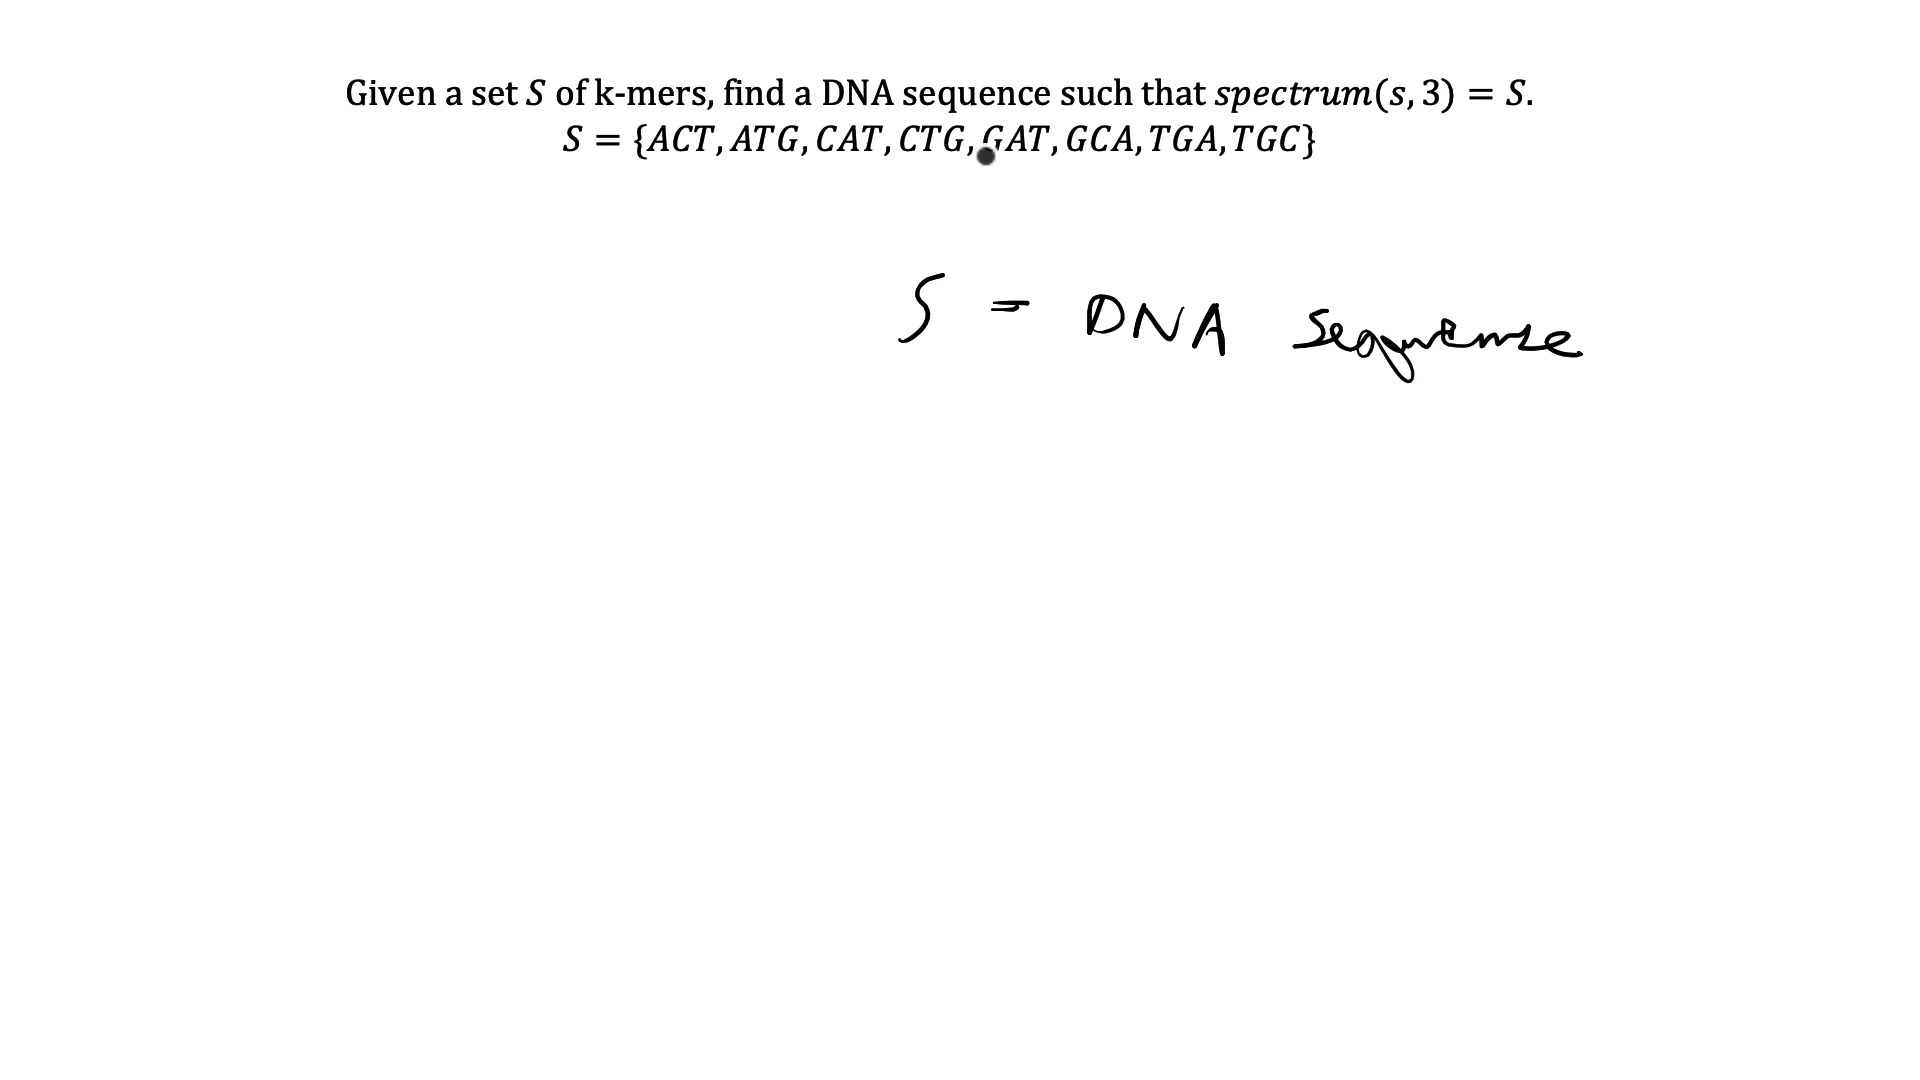 Given a set S of k-mers, find a DNA sequence such that spectrum(s, 3) = S.
S = {ACT, ATG, CAT, CTG, GAT, GCA, TGA, TGC}
S = DNA sequense